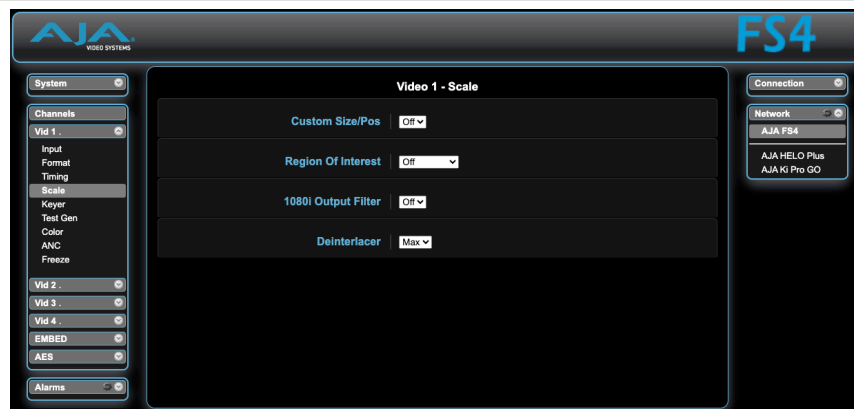 AJA
VIDEO SYSTEMS
FS4
System
Channels
Vid 1 .
Input
Format
Timing
Scale
Keyer
Test Gen
Color
ANC
Freeze
Vid 2 .
Vid 3 .
Vid 4 .
EMBED
AES
Alarms
Video 1 - Scale
Custom Size/Pos Off
Region Of Interest Off
1080i Output Filter Off
Deinterlacer Max
Connection
Network
AJA FS4
AJA HELO Plus
AJA Ki Pro GO